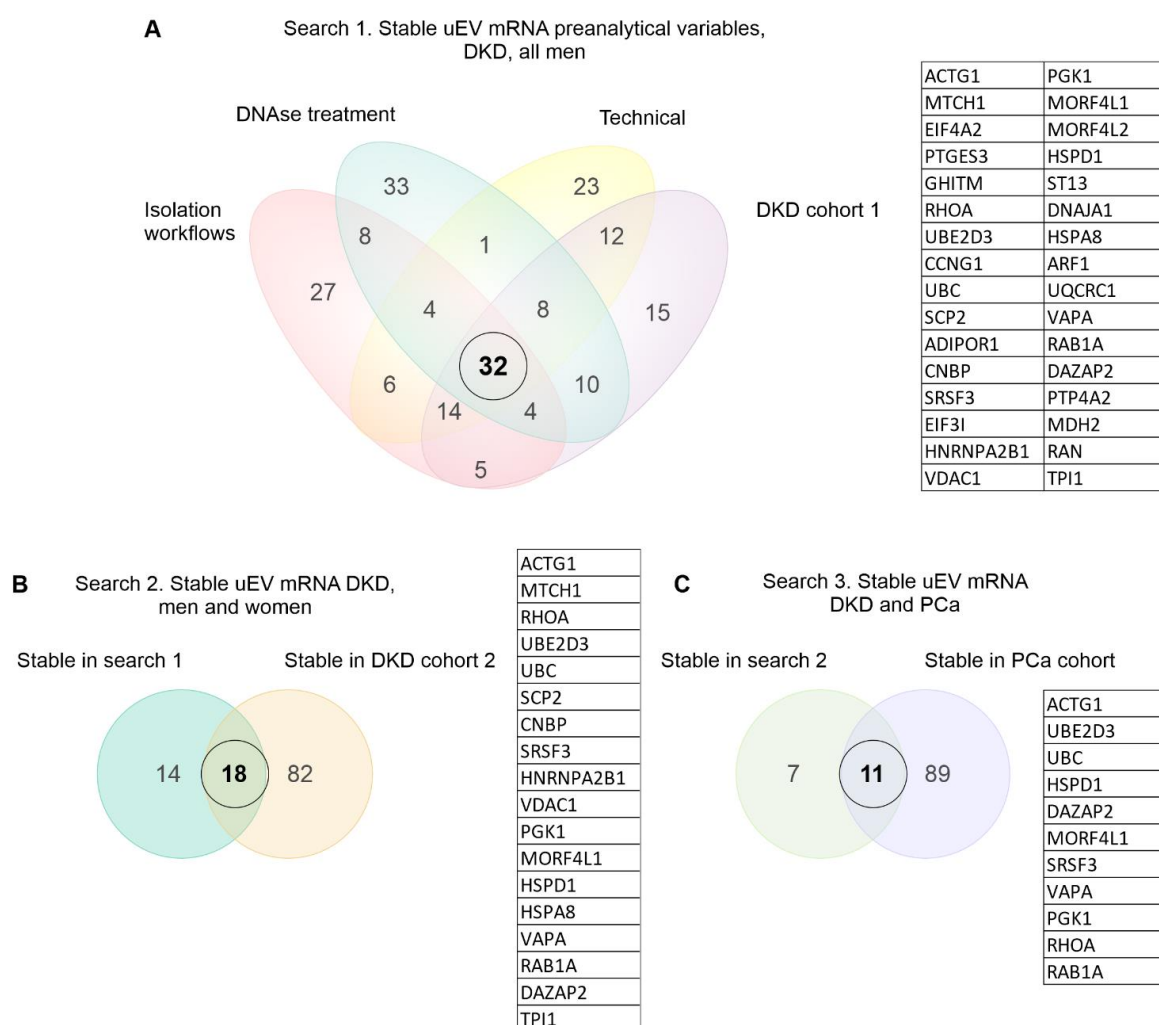 A
Search 1. Stable uEV mRNA preanalytical variables,
DKD, all men
DNAse treatment
Technical
Isolation
workflows
DKD cohort 1
33
23
8
1
12
27
4
8
15
32
6
10
14
4
5
ACTG1 PGK1
MTCH1 MORF4L1
EIF4A2 MORF4L2
PTGES3 HSPD1
GHITM ST13
RHOA DNAJA1
UBE2D3 HSPA8
CCNG1 ARF1
UBC UQCRC1
SCP2 VAPA
ADIPOR1 RAB1A
CNBP DAZAP2
SRSF3 PTP4A2
EIF3I MDH2
HNRNPA2B1 RAN
VDAC1 TPI1
B
Search 2. Stable uEV mRNA DKD,
men and women
Stable in search 1
Stable in DKD cohort 2
14
18
82
ACTG1
MTCH1
RHOA
UBE2D3
UBC
SCP2
CNBP
SRSF3
HNRNPA2B1
VDAC1
PGK1
MORF4L1
HSPD1
HSPA8
VAPA
RAB1A
DAZAP2
TPI1
C
Search 3. Stable uEV mRNA
DKD and PCa
Stable in search 2
Stable in PCa cohort
7
11
89
ACTG1
UBE2D3
UBC
HSPD1
DAZAP2
MORF4L1
SRSF3
VAPA
PGK1
RHOA
RAB1A